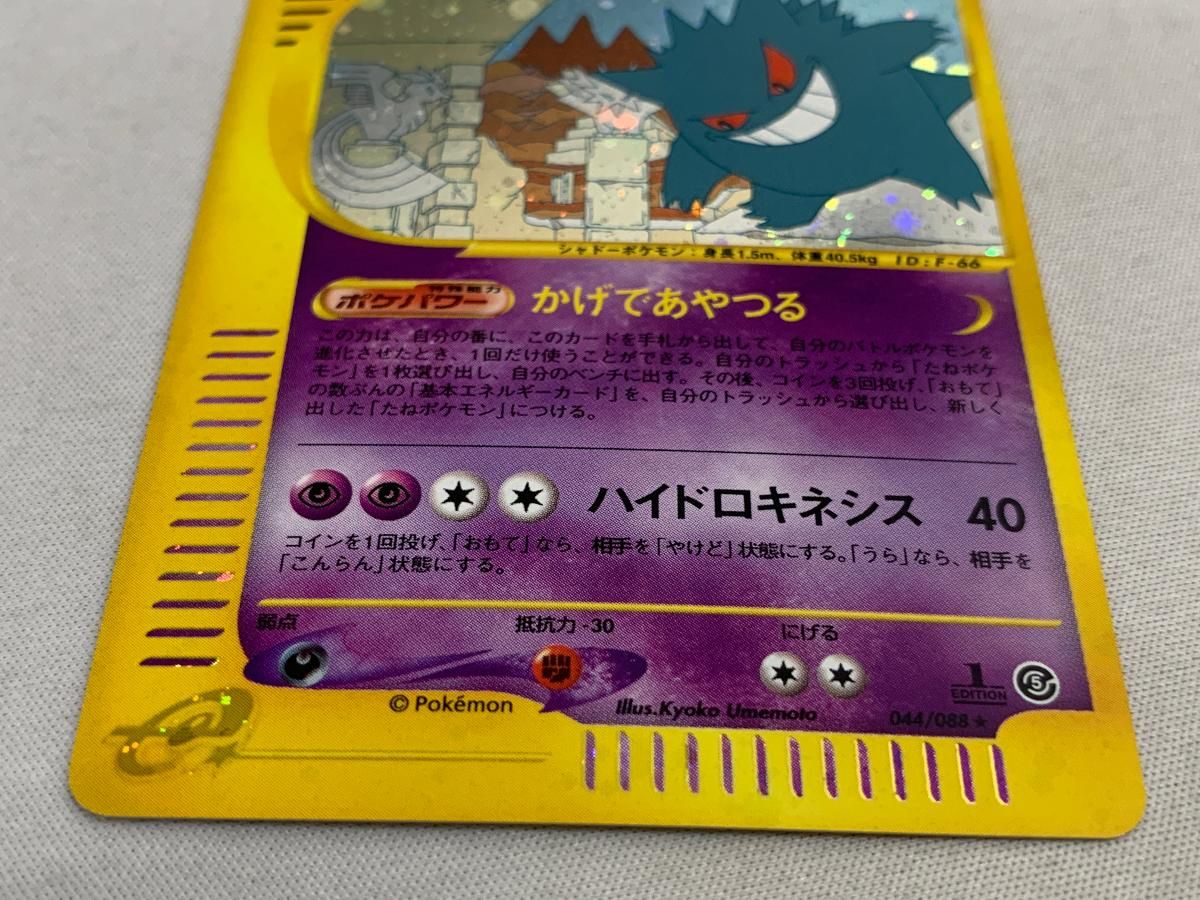 シャドーポケモン：身長1.5m、体重40.5kg ID：F-66
特殊能力
ポケパワー かげであやつる
この力は、自分の番に、このカードを手札から出して、自分のバトルポケモンを
進化させたとき、1回だけ使うことができる。自分のトラッシュから「たねポケ
モン」を1枚選び出し、自分のベンチに出す。その後、コインを3回投げ、「おもて」
の数ぶんの「基本エネルギーカード」を、自分のトラッシュから選び出し、新しく
出した「たねポケモン」につける。
ハイドロキネシス 40
コインを1回投げ、「おもて」なら、相手を「やけど」状態にする。「うら」なら、相手を
「こんらん」状態にする。
弱点 抵抗力 -30 にげる
1 EDITION 5
© Pokémon Illus.Kyoko Umemoto 044/088 ★
e